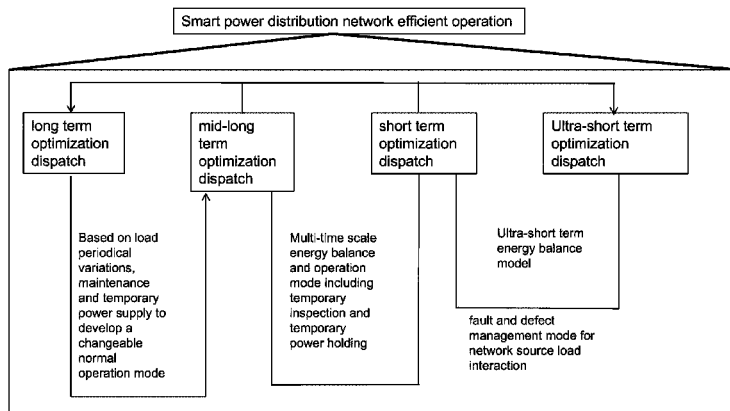 Smart power distribution network efficient operation
long term
optimization
dispatch
mid-long
term
optimization
dispatch
short term
optimization
dispatch
Ultra-short term
optimization
dispatch
Based on load
periodical
variations,
maintenance
and temporary
power supply to
develop a
changeable
normal
operation mode
Multi-time scale
energy balance
and operation
mode including
temporary
inspection and
temporary
power holding
Ultra-short term
energy balance
model
fault and defect
management mode for
network source load
interaction